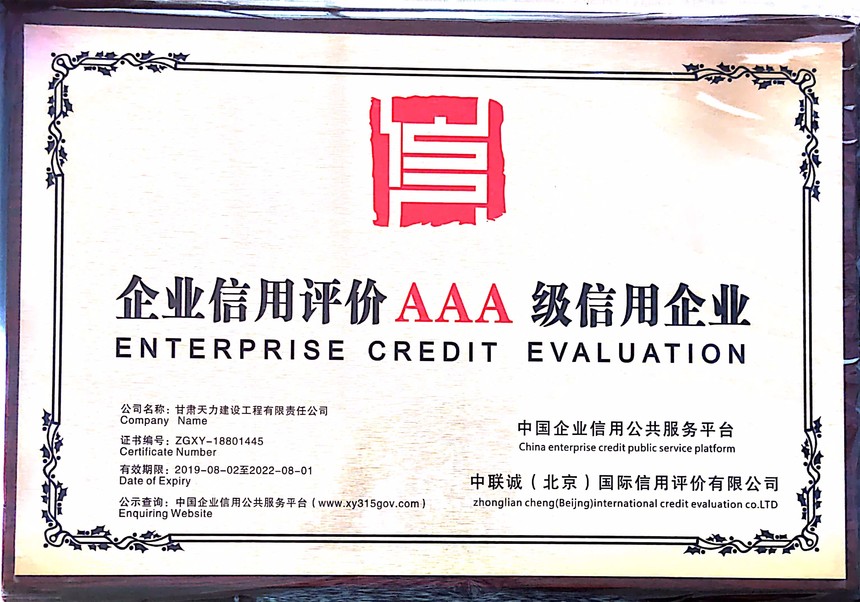 信
企业信用评价AAA 级信用企业
ENTERPRISE CREDIT EVALUATION
公司名称：甘肃天力建设工程有限责任公司
Company Name
证书编号：ZGXY-18801445
Certificate Number
有效期限：2019-08-02至2022-08-01
Date of Expiry
公示查询：中国企业信用公共服务平台（www.xy315gov.com）
Enquiring Website
中国企业信用公共服务平台
China enterprise credit public service platform
中联诚（北京）国际信用评价有限公司
zhonglian cheng(Beijng)international credit evaluation co.LTD